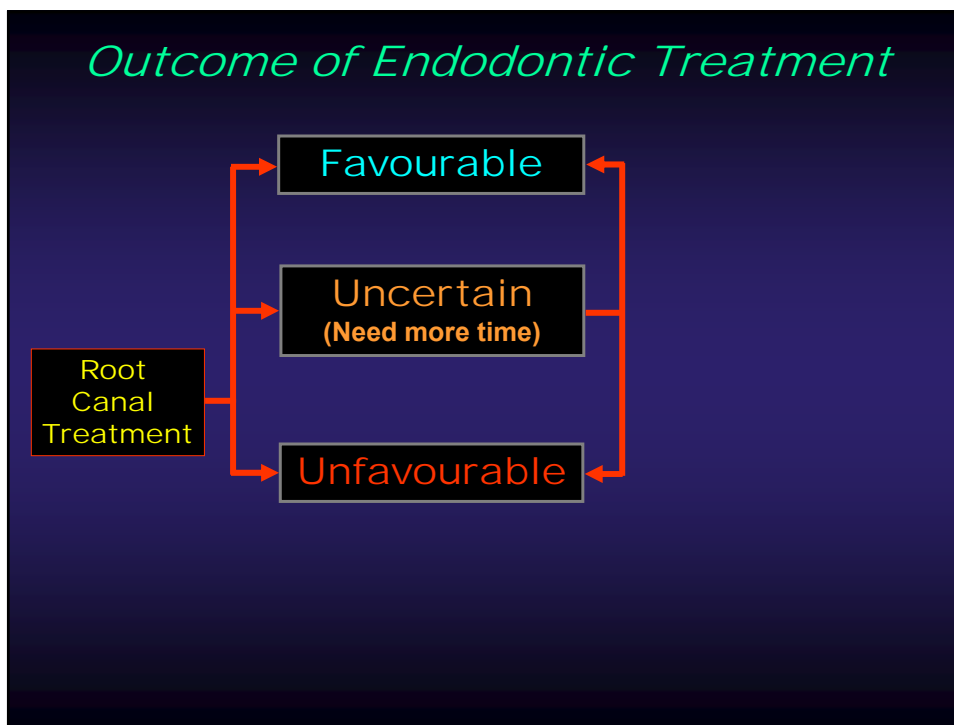 Outcome of Endodontic Treatment
Favourable
Uncertain
(Need more time)
Root
Canal
Treatment
Unfavourable